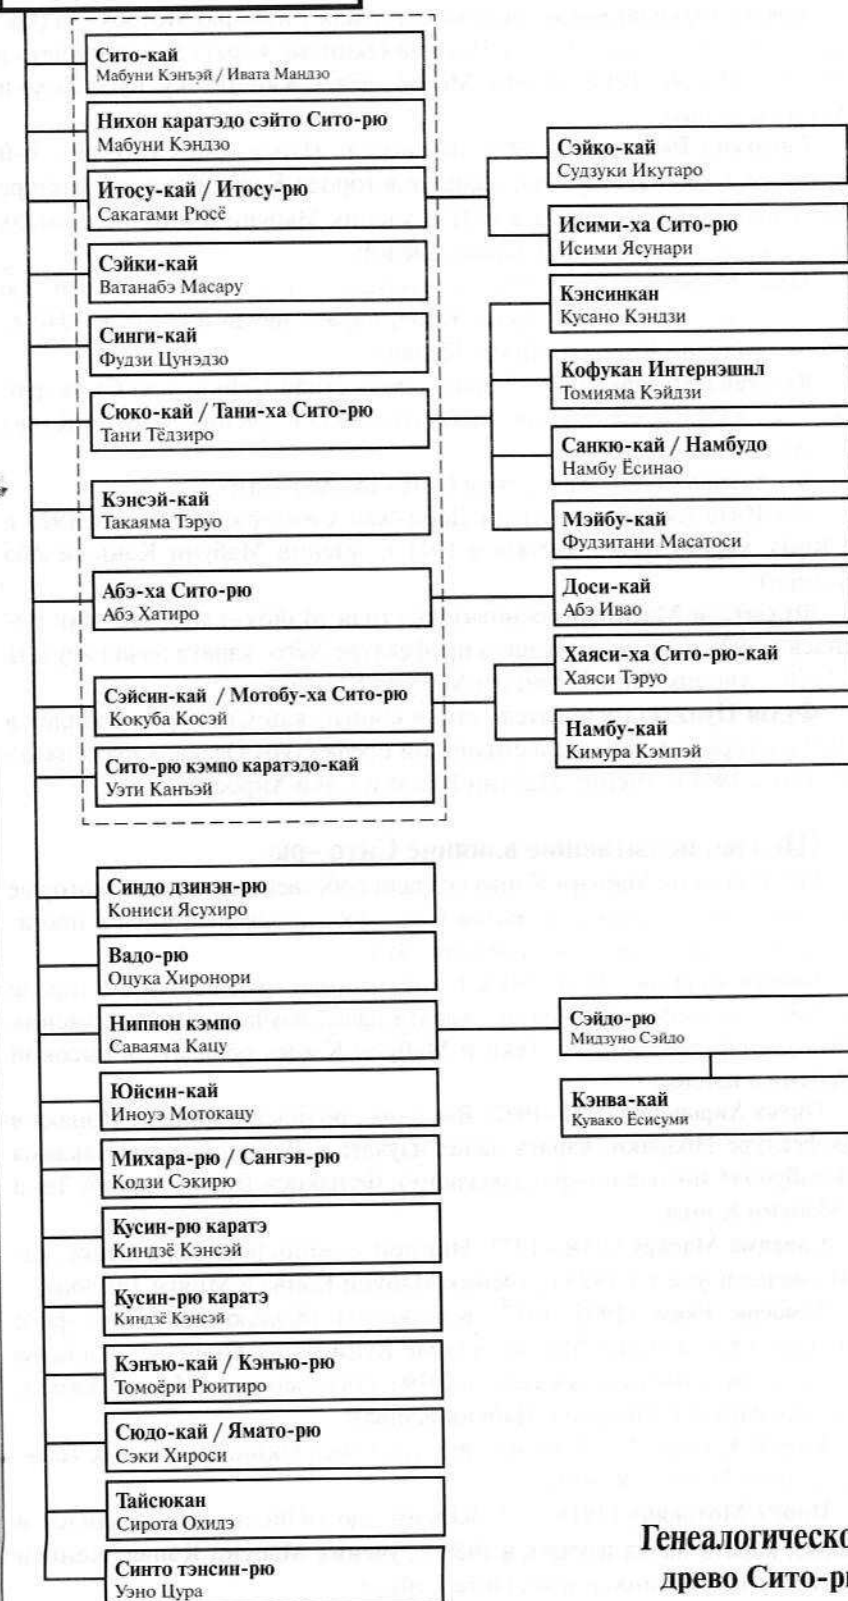 Сито-кай
Мабуни Кэнъэй / Ивата Мандзо
Нихон каратэдо сэйто Сито-рю
Мабуни Кэндзо
Итосу-кай / Итосу-рю
Сакагами Рюсё
Сэйки-кай
Ватанабэ Масару
Синги-кай
Фудзи Цунэдзо
Сюко-кай / Тани-ха Сито-рю
Тани Тёдзиро
Кэнсэй-кай
Такаяма Тэруо
Абэ-ха Сито-рю
Абэ Хатиро
Сэйсин-кай / Мотобу-ха Сито-рю
Кокуба Косэй
Сито-рю кэмпо каратэдо-кай
Уэти Канъэй
Сэйко-кай
Судзуки Икутаро
Исими-ха Сито-рю
Исими Ясунари
Кэнсинкан
Кусано Кэндзи
Кофукан Интернэшнл
Томияма Кэйдзи
Санкю-кай / Намбудо
Намбу Ёсинао
Мэйбу-кай
Фудзитани Масатоси
Доси-кай
Абэ Ивао
Хаяси-ха Сито-рю-кай
Хаяси Тэруо
Намбу-кай
Кимура Кэмпэй
Синдо дзинэн-рю
Кониси Ясухиро
Вадо-рю
Оцука Хиронори
Ниппон кэмпо
Саваяма Кацу
Юйсин-кай
Иноуэ Мотокацу
Михара-рю / Сангэн-рю
Кодзи Сэкирю
Кусин-рю каратэ
Киндзё Кэнсэй
Кусин-рю каратэ
Киндзё Кэнсэй
Кэнъю-кай / Кэнъю-рю
Томоёри Рюитиро
Сюдо-кай / Ямато-рю
Сэки Хироси
Тайсюкан
Сирота Охидэ
Синто тэнсин-рю
Уэно Цура
Сэйдо-рю
Мидзуно Сэйдо
Кэнва-кай
Кувако Ёсисуми
Генеалогическо
древо Сито-р